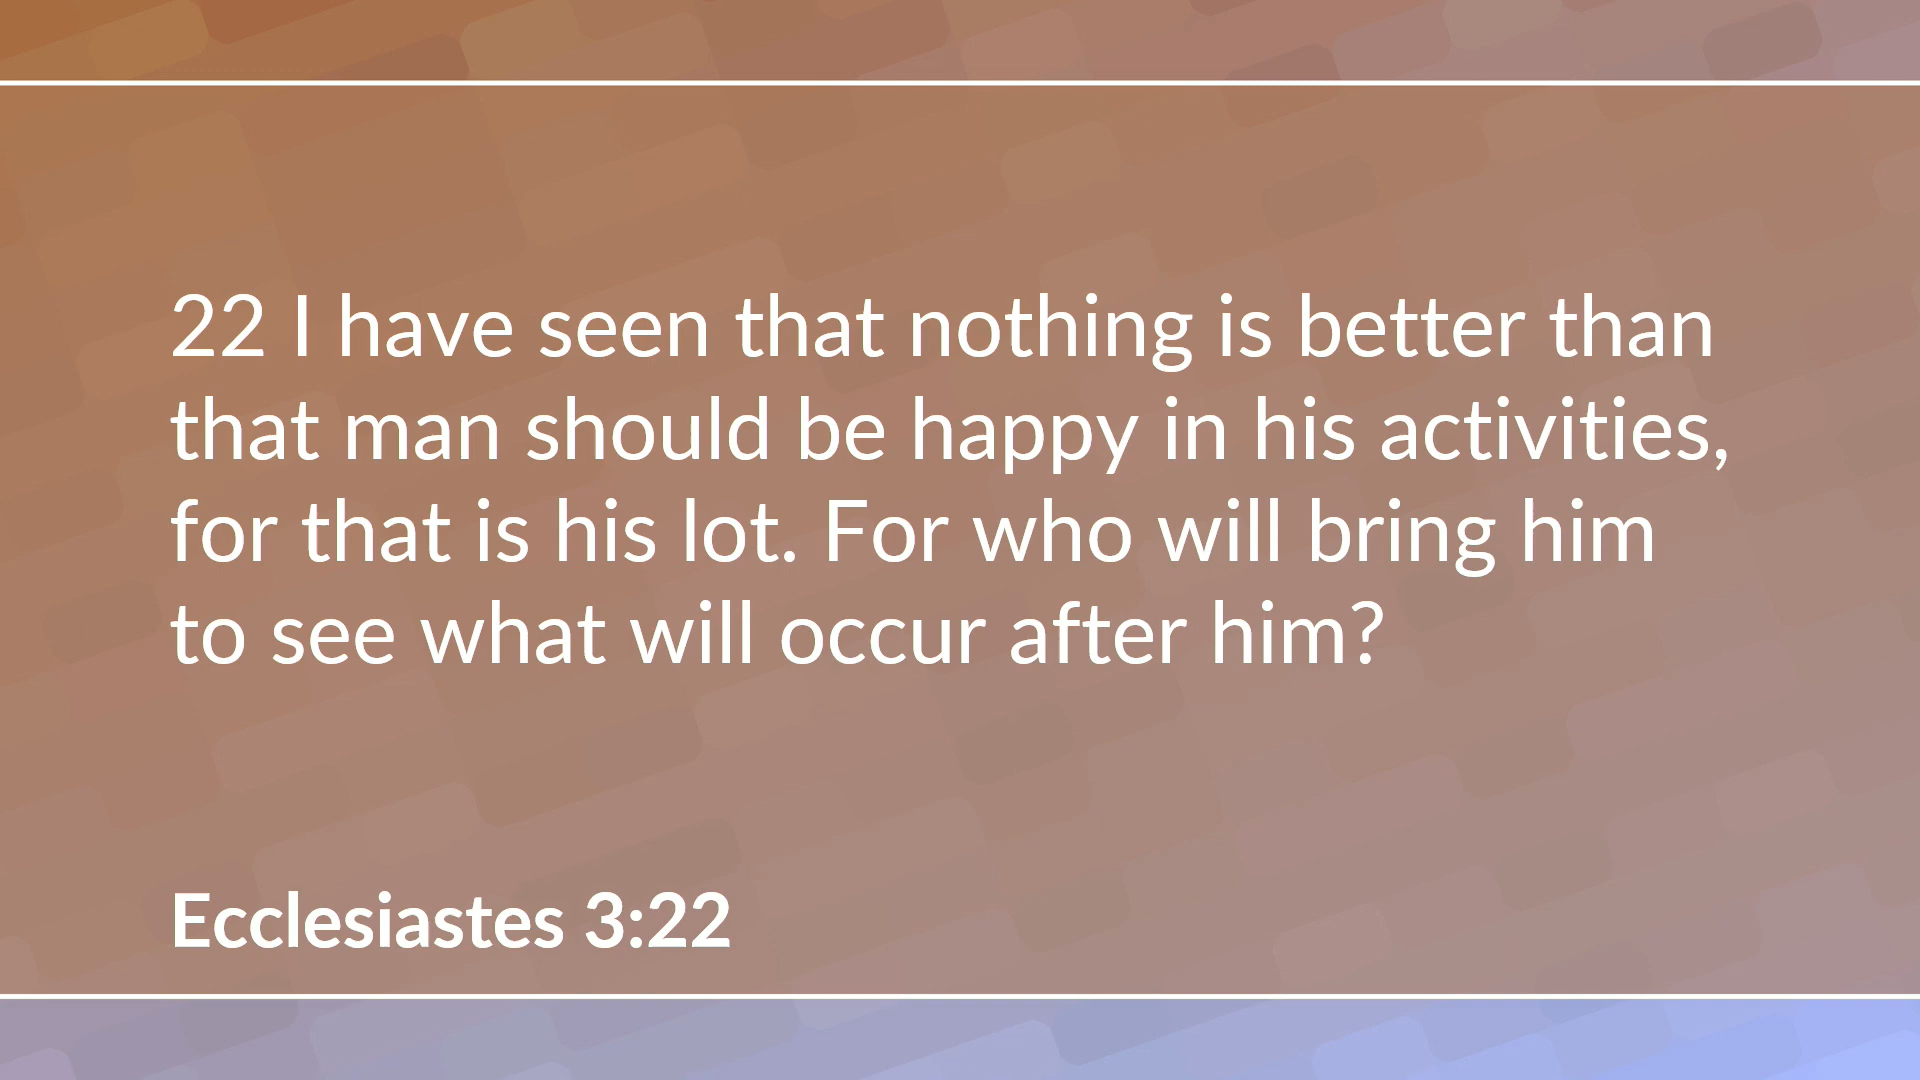 22 I have seen that nothing is better than
that man should be happy in his activities,
for that is his lot. For who will bring him
to see what will occur after him?
Ecclesiastes 3:22